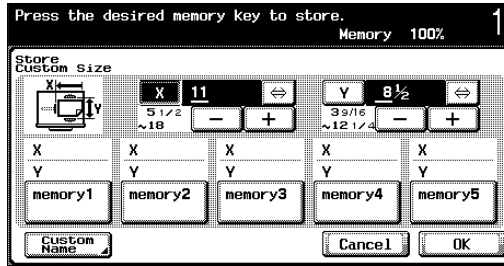 Press the desired memory key to store.
Memory 100%
1
Store
Custom Size
X
Y
X 11 ⇔
Y 8½ ⇔
5 1/2
~18
− +
3 9/16
~12 1/4
− +
X X X X X
Y Y Y Y Y
memory1 memory2 memory3 memory4 memory5
Custom
Name
Cancel OK